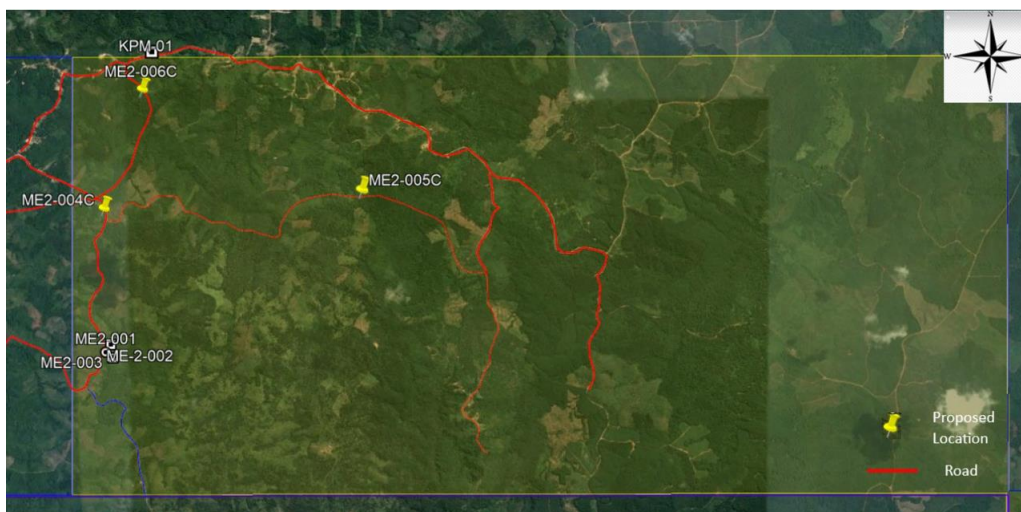 N
W
E
S
KPM-01
ME2-006C
ME2-005C
ME2-004C
ME2-001
ME-2-002
ME2-003
Proposed
Location
Road